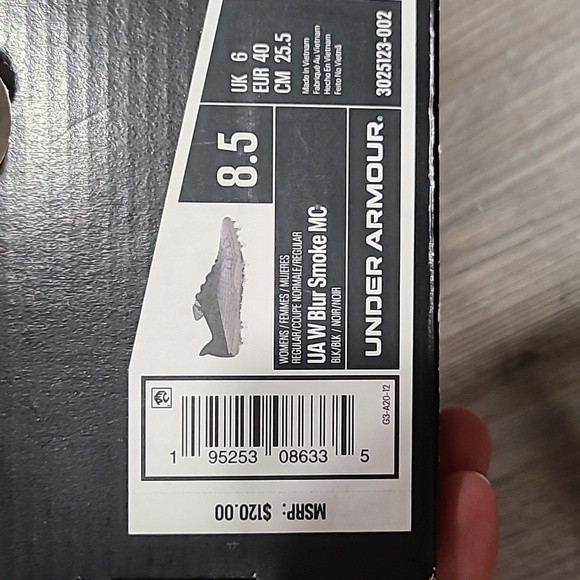 UK 6
EUR 40
CM 25.5
Made In Vietnam
Fabriqué Au Vietnam
Hecho En Vietnam
Feito No Vietnã
3025123-002
8.5
WOMENS / FEMMES / MUJERES
REGULAR/COUPE NORMALE/REGULAR
UA W Blur Smoke MC
BLK/BLK / NOIR/NOIR
UNDER ARMOUR®
G3-A20-12
1 95253 08633 5
MSRP: $120.00